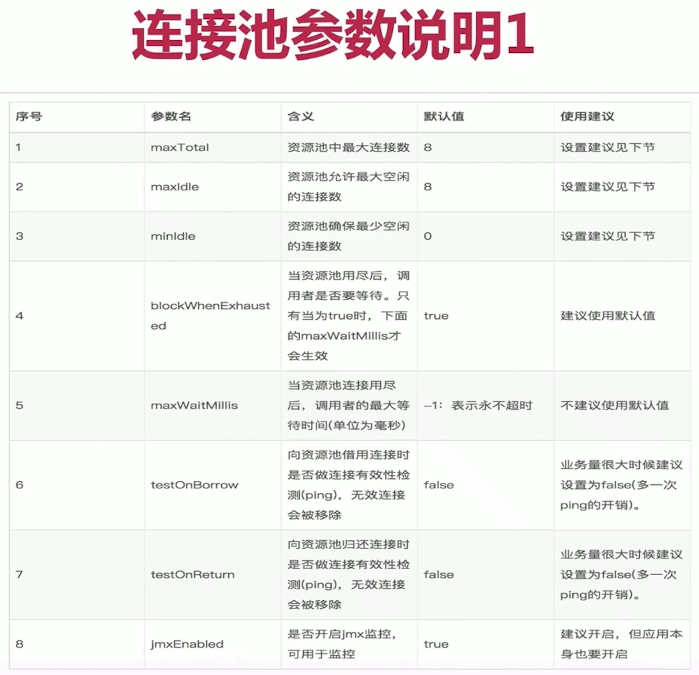 连接池参数说明1
序号 参数名 含义 默认值 使用建议
1 maxTotal 资源池中最大连接数 8 设置建议见下节
2 maxIdle 资源池允许最大空闲
的连接数 8 设置建议见下节
3 minIdle 资源池确保最少空闲
的连接数 0 设置建议见下节
4 blockWhenExhaust
ed 当资源池用尽后，调
用者是否要等待。只
有当为true时，下面
的maxWaitMillis才
会生效 true 建议使用默认值
5 maxWaitMillis 当资源池连接用尽
后，调用者的最大等
待时间(单位为毫秒) –1：表示永不超时 不建议使用默认值
6 testOnBorrow 向资源池借用连接时
是否做连接有效性检
测(ping)，无效连接
会被移除 false 业务量很大时候建议
设置为false(多一次
ping的开销)。
7 testOnReturn 向资源池归还连接时
是否做连接有效性检
测(ping)，无效连接
会被移除 false 业务量很大时候建议
设置为false(多一次
ping的开销)。
8 jmxEnabled 是否开启jmx监控，
可用于监控 true 建议开启，但应用本
身也要开启